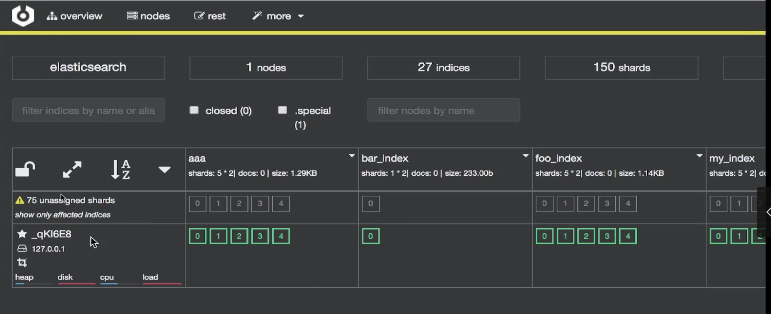 overview nodes rest more
elasticsearch 1 nodes 27 indices 150 shards
filter indices by name or alia closed (0) .special (1) filter nodes by name
aaa bar_index foo_index my_index
shards: 5 * 2| docs: 0 | size: 1.29KB shards: 1 * 2| docs: 0 | size: 233.00b shards: 5 * 2| docs: 0 | size: 1.14KB shards: 5 * 2| d
A Z
75 unassigned shards 0 1 2 3 4 0 0 1 2 3 4 0 1
show only affected indices
_qKI6E8 0 1 2 3 4 0 0 1 2 3 4 0 1
127.0.0.1
heap disk cpu load